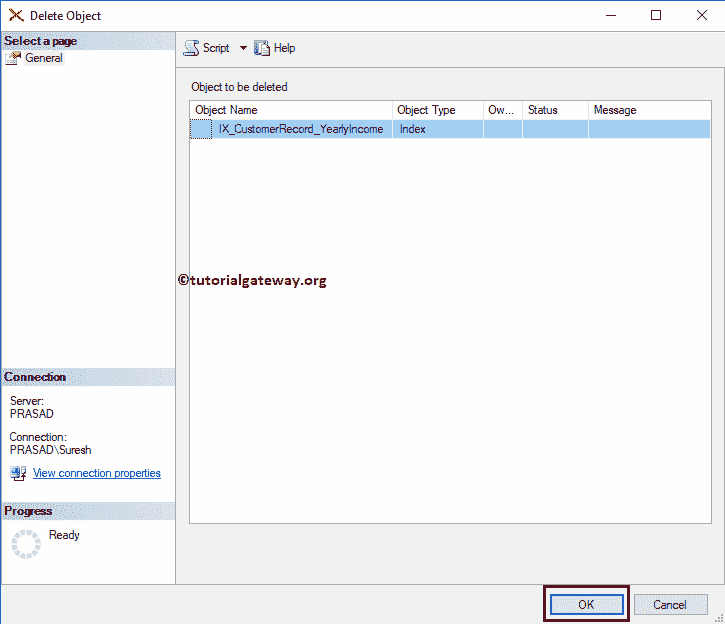 Delete Object
Select a page
General
Script
Help
Object to be deleted
Object Name Object Type Ow... Status Message
IX_CustomerRecord_YearlyIncome Index
©tutorialgateway.org
Connection
Server:
PRASAD
Connection:
PRASAD\Suresh
View connection properties
Progress
Ready
OK
Cancel